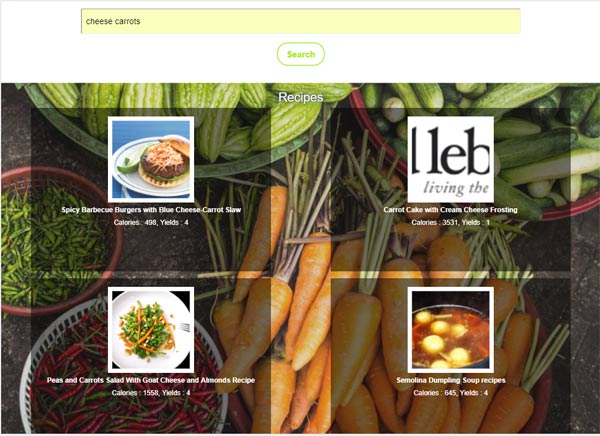 cheese carrots
Search
Recipes
Spicy Barbecue Burgers with Blue Cheese-Carrot Slaw
Calories : 498, Yields : 4
leb
living the
Carrot Cake with Cream Cheese Frosting
Calories : 3531, Yields : 1
Peas and Carrots Salad With Goat Cheese and Almonds Recipe
Calories : 1558, Yields : 4
Semolina Dumpling Soup recipes
Calories : 645, Yields : 4